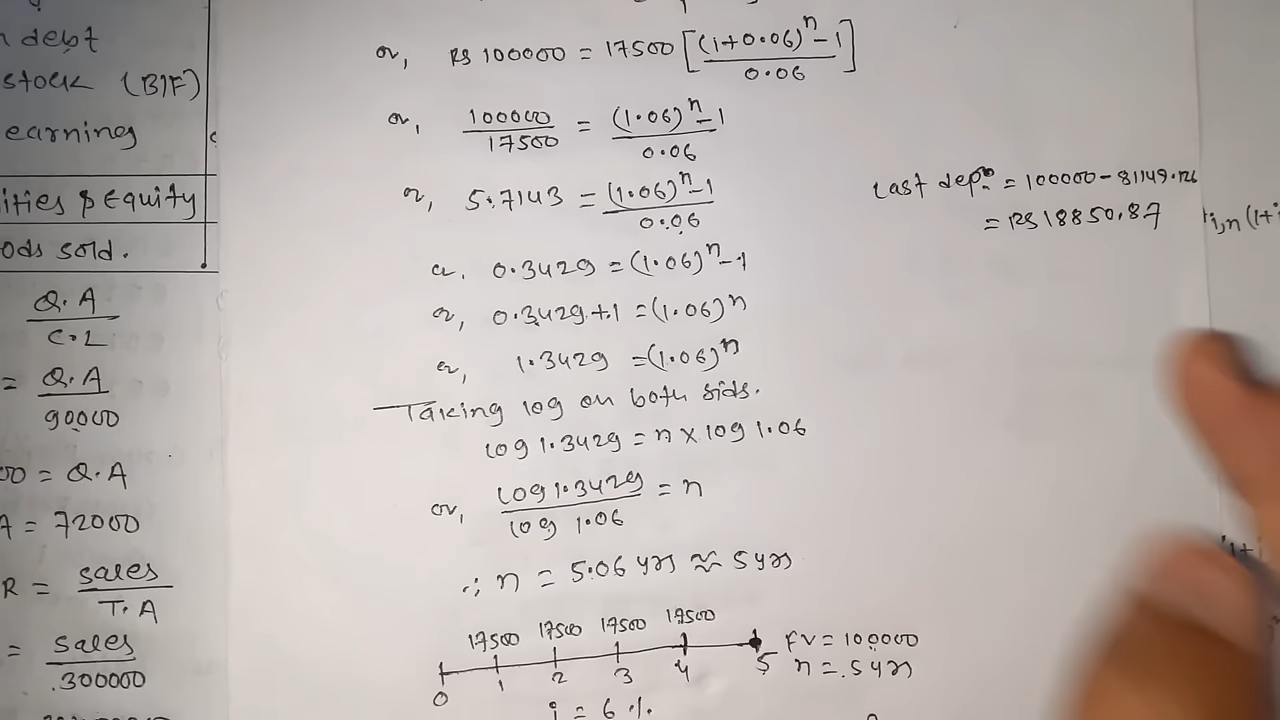 n debt
stock (B/F)
earning
ities & Equity
ods sold.
Q.A
C.L
= Q.A
90000
00 = Q.A
A = 72000
R = sales
T.A
= sales
.300000
or, RS 100000 = 17500 [(1+0.06)^n - 1 / 0.06]
or, 100000 / 17500 = (1.06)^n - 1 / 0.06
or, 5.7143 = (1.06)^n - 1 / 0.06
or, 0.3429 = (1.06)^n - 1
or, 0.3429 + 1 = (1.06)^n
or, 1.3429 = (1.06)^n
Taking log on both sids.
log 1.3429 = n × log 1.06
or, log 1.3429 / log 1.06 = n
∴ n = 5.06 yrs ≈ 5 yrs
17500 17500 17500 17500
0 1 2 3 4 5
FV = 100000
n = 5 yrs
i = 6 %.
Last dep. = 100000 - 81149.126
= RS 18850.87
i,n (1+i